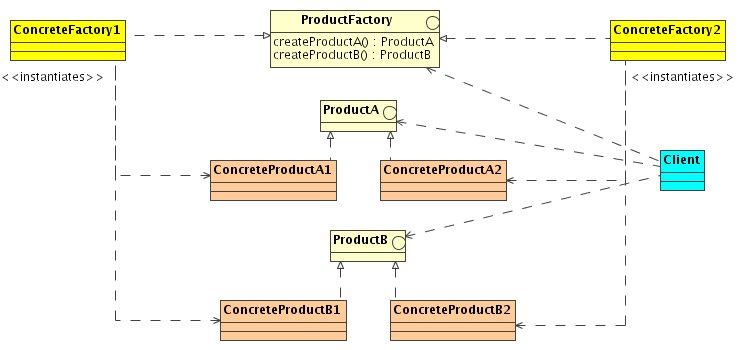 ProductFactory
ConcreteFactory1
ConcreteFactory2
createProductA() : ProductA
createProductB() : ProductB
<<instantiates>>
<<instantiates>>
ProductA
Client
ConcreteProductA1
ConcreteProductA2
ProductB
ConcreteProductB1
ConcreteProductB2